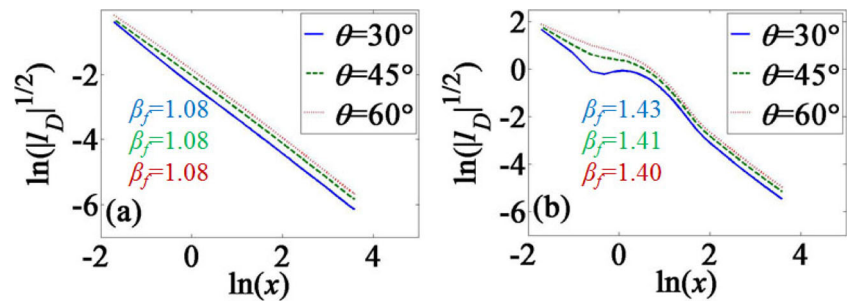 ln(|I_D|^{1/2})
-2
-4
-6
θ=30°
θ=45°
θ=60°
β_f=1.08
β_f=1.08
β_f=1.08
(a)
-2 0 2 4
ln(x)
ln(|I_D|^{1/2})
2
0
-2
-4
-6
θ=30°
θ=45°
θ=60°
β_f=1.43
β_f=1.41
β_f=1.40
(b)
-2 0 2 4
ln(x)